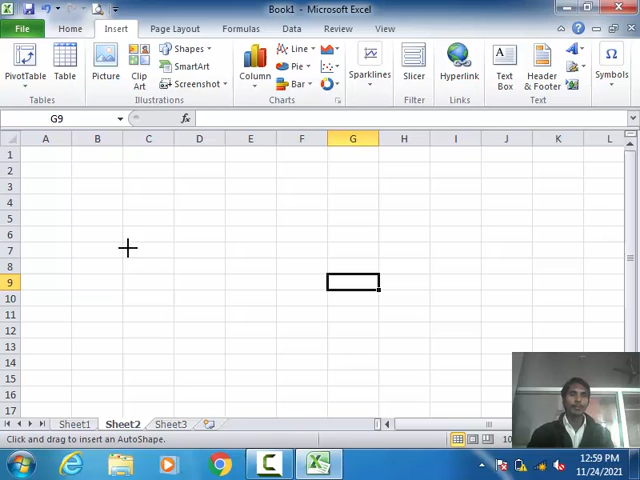 Book1 - Microsoft Excel
File Home Insert Page Layout Formulas Data Review View
PivotTable Table Picture Clip Art Shapes SmartArt Screenshot Column Line Pie Bar Sparklines Slicer Hyperlink Text Box Header & Footer Symbols
Tables Illustrations Charts Filter Links Text
G9 fx
A B C D E F G H I J K L
1
2
3
4
5
6
7
8
9
10
11
12
13
14
15
16
17
Sheet1 Sheet2 Sheet3
Click and drag to insert an AutoShape. 10
12:59 PM
11/24/2021